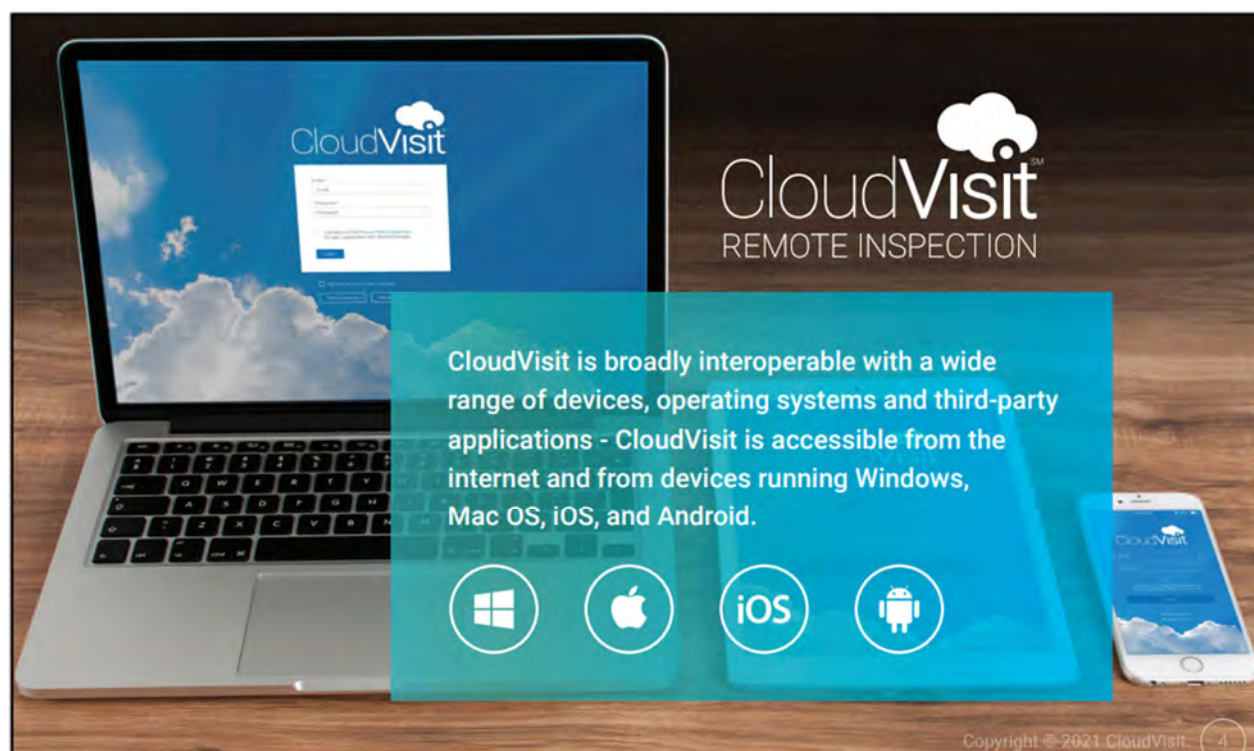 CloudVisit
CloudVisit℠
REMOTE INSPECTION
CloudVisit is broadly interoperable with a wide
range of devices, operating systems and third-party
applications - CloudVisit is accessible from the
internet and from devices running Windows,
Mac OS, iOS, and Android.
iOS
CloudVisit
Copyright © 2021 CloudVisit
4